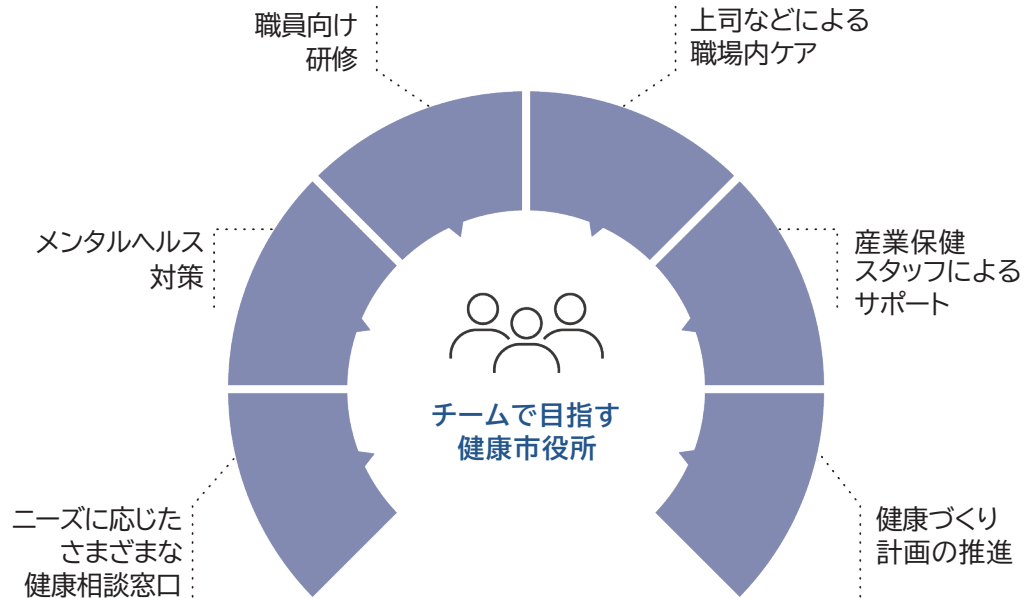 職員向け
研修
上司などによる
職場内ケア
メンタルヘルス
対策
産業保健
スタッフによる
サポート
チームで目指す
健康市役所
ニーズに応じた
さまざまな
健康相談窓口
健康づくり
計画の推進